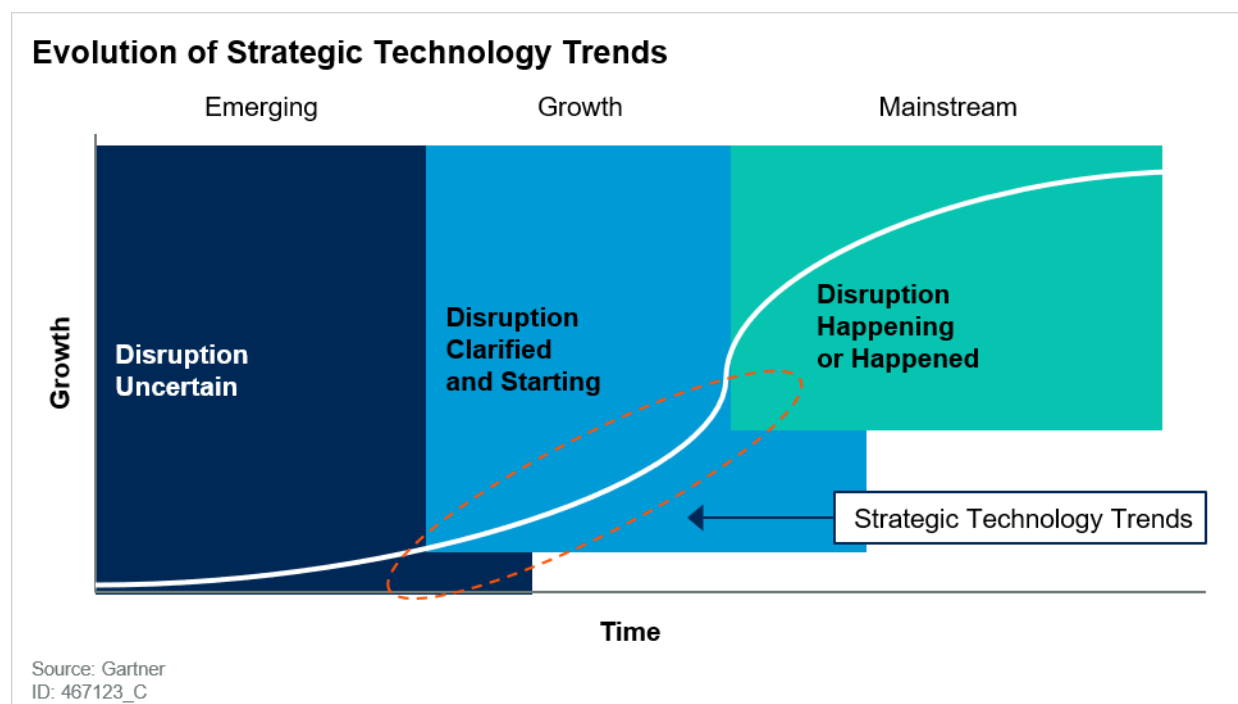 Evolution of Strategic Technology Trends
Emerging
Growth
Mainstream
Growth
Disruption
Uncertain
Disruption
Clarified
and Starting
Disruption
Happening
or Happened
Strategic Technology Trends
Time
Source: Gartner
ID: 467123_C